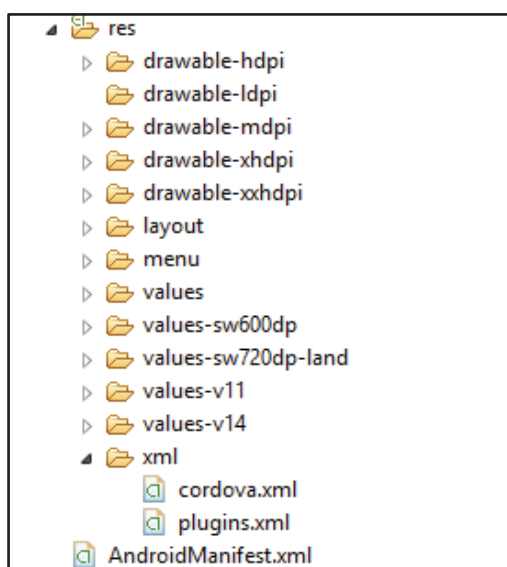 res
drawable-hdpi
drawable-ldpi
drawable-mdpi
drawable-xhdpi
drawable-xxhdpi
layout
menu
values
values-sw600dp
values-sw720dp-land
values-v11
values-v14
xml
cordova.xml
plugins.xml
AndroidManifest.xml